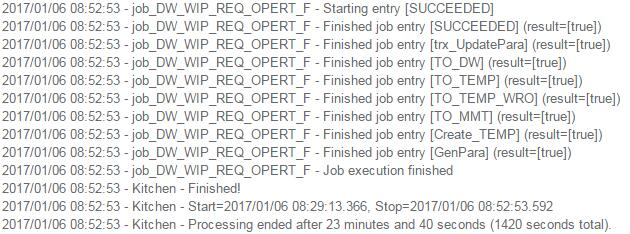 2017/01/06 08:52:53 - job_DW_WIP_REQ_OPERT_F - Starting entry [SUCCEEDED]
2017/01/06 08:52:53 - job_DW_WIP_REQ_OPERT_F - Finished job entry [SUCCEEDED] (result=[true])
2017/01/06 08:52:53 - job_DW_WIP_REQ_OPERT_F - Finished job entry [trx_UpdatePara] (result=[true])
2017/01/06 08:52:53 - job_DW_WIP_REQ_OPERT_F - Finished job entry [TO_DW] (result=[true])
2017/01/06 08:52:53 - job_DW_WIP_REQ_OPERT_F - Finished job entry [TO_TEMP] (result=[true])
2017/01/06 08:52:53 - job_DW_WIP_REQ_OPERT_F - Finished job entry [TO_TEMP_WRO] (result=[true])
2017/01/06 08:52:53 - job_DW_WIP_REQ_OPERT_F - Finished job entry [TO_MMT] (result=[true])
2017/01/06 08:52:53 - job_DW_WIP_REQ_OPERT_F - Finished job entry [Create_TEMP] (result=[true])
2017/01/06 08:52:53 - job_DW_WIP_REQ_OPERT_F - Finished job entry [GenPara] (result=[true])
2017/01/06 08:52:53 - job_DW_WIP_REQ_OPERT_F - Job execution finished
2017/01/06 08:52:53 - Kitchen - Finished!
2017/01/06 08:52:53 - Kitchen - Start=2017/01/06 08:29:13.366, Stop=2017/01/06 08:52:53.592
2017/01/06 08:52:53 - Kitchen - Processing ended after 23 minutes and 40 seconds (1420 seconds total).